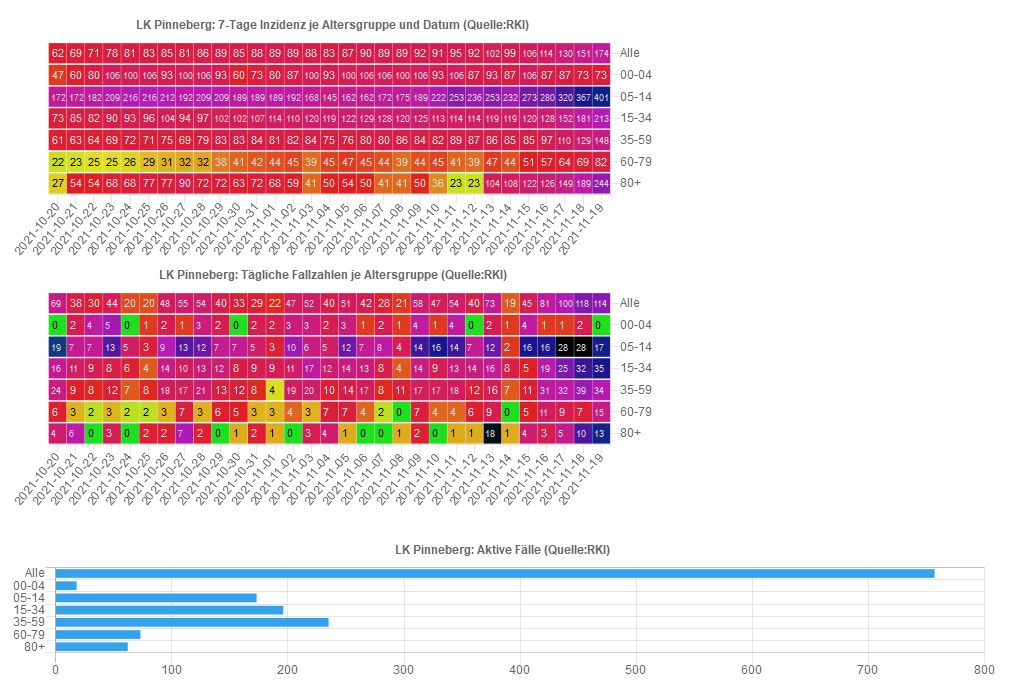 LK Pinneberg: 7-Tage Inzidenz je Altersgruppe und Datum (Quelle:RKI)
62 69 71 78 81 83 85 81 86 89 85 88 89 89 88 83 87 90 89 89 92 91 95 92 102 99 106 114 130 151 174 Alle
47 60 80 106 100 106 93 100 106 93 60 73 80 87 100 93 100 106 106 100 106 93 106 87 93 87 106 87 87 73 73 00-04
172 172 182 209 216 216 212 192 209 209 189 189 189 192 168 145 162 162 172 175 189 222 253 236 253 232 273 280 320 367 401 05-14
73 85 82 90 93 96 104 94 97 102 102 107 114 110 120 119 122 129 128 120 125 113 114 114 119 119 120 128 152 181 213 15-34
61 63 64 69 72 71 75 69 79 83 83 84 81 82 84 75 76 80 80 86 84 82 89 87 86 85 85 97 110 129 148 35-59
22 23 25 25 26 29 31 32 32 38 41 42 44 45 39 45 47 45 44 39 44 45 41 39 47 44 51 57 64 69 82 60-79
27 54 54 68 68 77 77 90 72 72 63 72 68 59 41 50 54 50 41 41 50 36 23 23 104 108 122 126 149 189 244 80+
2021-10-20 2021-10-21 2021-10-22 2021-10-23 2021-10-24 2021-10-25 2021-10-26 2021-10-27 2021-10-28 2021-10-29 2021-10-30 2021-10-31 2021-11-01 2021-11-02 2021-11-03 2021-11-04 2021-11-05 2021-11-06 2021-11-07 2021-11-08 2021-11-09 2021-11-10 2021-11-11 2021-11-12 2021-11-13 2021-11-14 2021-11-15 2021-11-16 2021-11-17 2021-11-18 2021-11-19
LK Pinneberg: Tägliche Fallzahlen je Altersgruppe (Quelle:RKI)
69 38 30 44 20 20 48 55 54 40 33 29 22 47 52 40 51 42 28 21 58 47 54 40 73 19 45 81 100 118 114 Alle
0 2 4 5 0 1 2 1 3 2 0 2 2 3 3 2 3 1 2 1 4 1 4 0 2 1 4 1 1 2 0 00-04
19 7 7 13 5 3 9 13 12 7 7 5 3 10 6 5 12 7 8 4 14 16 14 7 12 2 16 16 28 28 17 05-14
16 11 9 8 6 4 14 10 13 12 8 9 9 11 17 12 14 13 8 4 14 9 13 14 16 8 5 19 25 32 35 15-34
24 9 8 12 7 8 18 17 21 13 12 8 4 19 20 10 14 17 8 11 17 17 18 12 16 7 11 31 32 39 34 35-59
6 3 2 3 2 2 3 7 3 6 5 3 3 4 3 7 7 4 2 0 7 4 4 6 9 0 5 11 9 7 15 60-79
4 6 0 3 0 2 2 7 2 0 1 2 1 0 3 4 1 0 0 1 2 0 1 1 18 1 4 3 5 10 13 80+
2021-10-20 2021-10-21 2021-10-22 2021-10-23 2021-10-24 2021-10-25 2021-10-26 2021-10-27 2021-10-28 2021-10-29 2021-10-30 2021-10-31 2021-11-01 2021-11-02 2021-11-03 2021-11-04 2021-11-05 2021-11-06 2021-11-07 2021-11-08 2021-11-09 2021-11-10 2021-11-11 2021-11-12 2021-11-13 2021-11-14 2021-11-15 2021-11-16 2021-11-17 2021-11-18 2021-11-19
LK Pinneberg: Aktive Fälle (Quelle:RKI)
Alle
00-04
05-14
15-34
35-59
60-79
80+
0 100 200 300 400 500 600 700 800